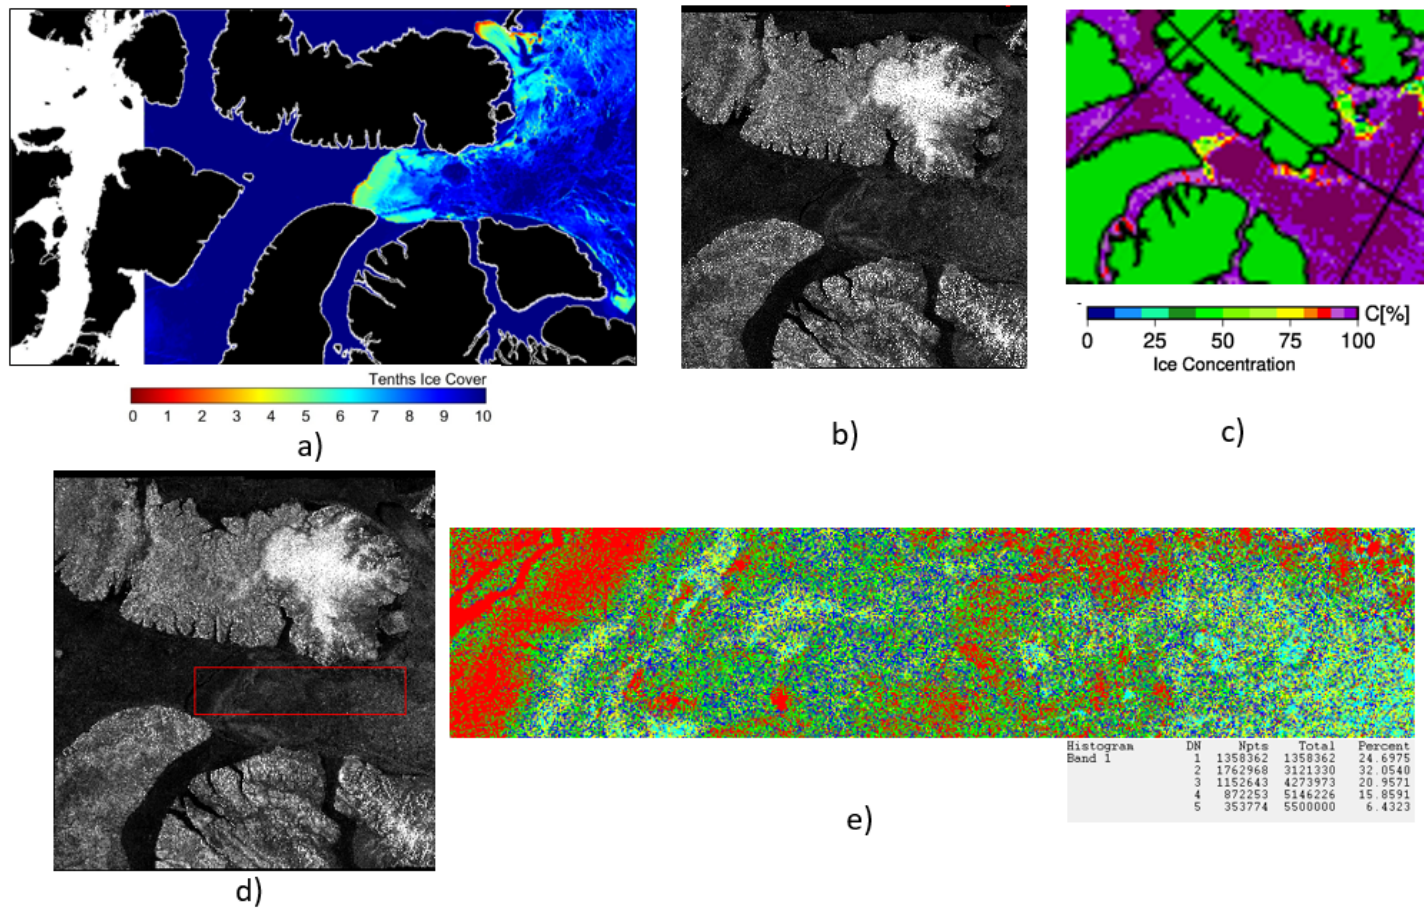 Tenths Ice Cover
0 1 2 3 4 5 6 7 8 9 10
a)
b)
C[%]
0 25 50 75 100
Ice Concentration
c)
d)
Histogram DN Npts Total Percent
Band 1 1 1358362 1358362 24.6975
2 1762968 3121330 32.0540
3 1152643 4273973 20.9571
4 872253 5146226 15.8591
5 353774 5500000 6.4323
e)